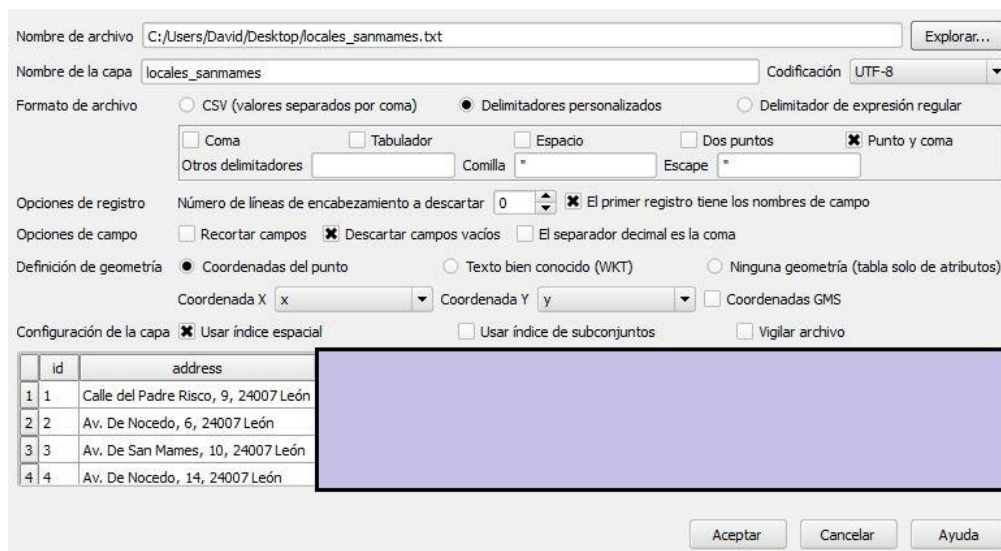 Nombre de archivo C:/Users/David/Desktop/locales_sanmames.txt Explorar...
Nombre de la capa locales_sanmames Codificación UTF-8
Formato de archivo CSV (valores separados por coma) Delimitadores personalizados Delimitador de expresión regular
Coma Tabulador Espacio Dos puntos Punto y coma
Otros delimitadores Comilla " Escape "
Opciones de registro Número de líneas de encabezamiento a descartar 0 El primer registro tiene los nombres de campo
Opciones de campo Recortar campos Descartar campos vacíos El separador decimal es la coma
Definición de geometría Coordenadas del punto Texto bien conocido (WKT) Ninguna geometría (tabla solo de atributos)
Coordenada X x Coordenada Y y Coordenadas GMS
Configuración de la capa Usar índice espacial Usar índice de subconjuntos Vigilar archivo
id address
1 1 Calle del Padre Risco, 9, 24007 León
2 2 Av. De Nocedo, 6, 24007 León
3 3 Av. De San Mames, 10, 24007 León
4 4 Av. De Nocedo, 14, 24007 León
Aceptar Cancelar Ayuda